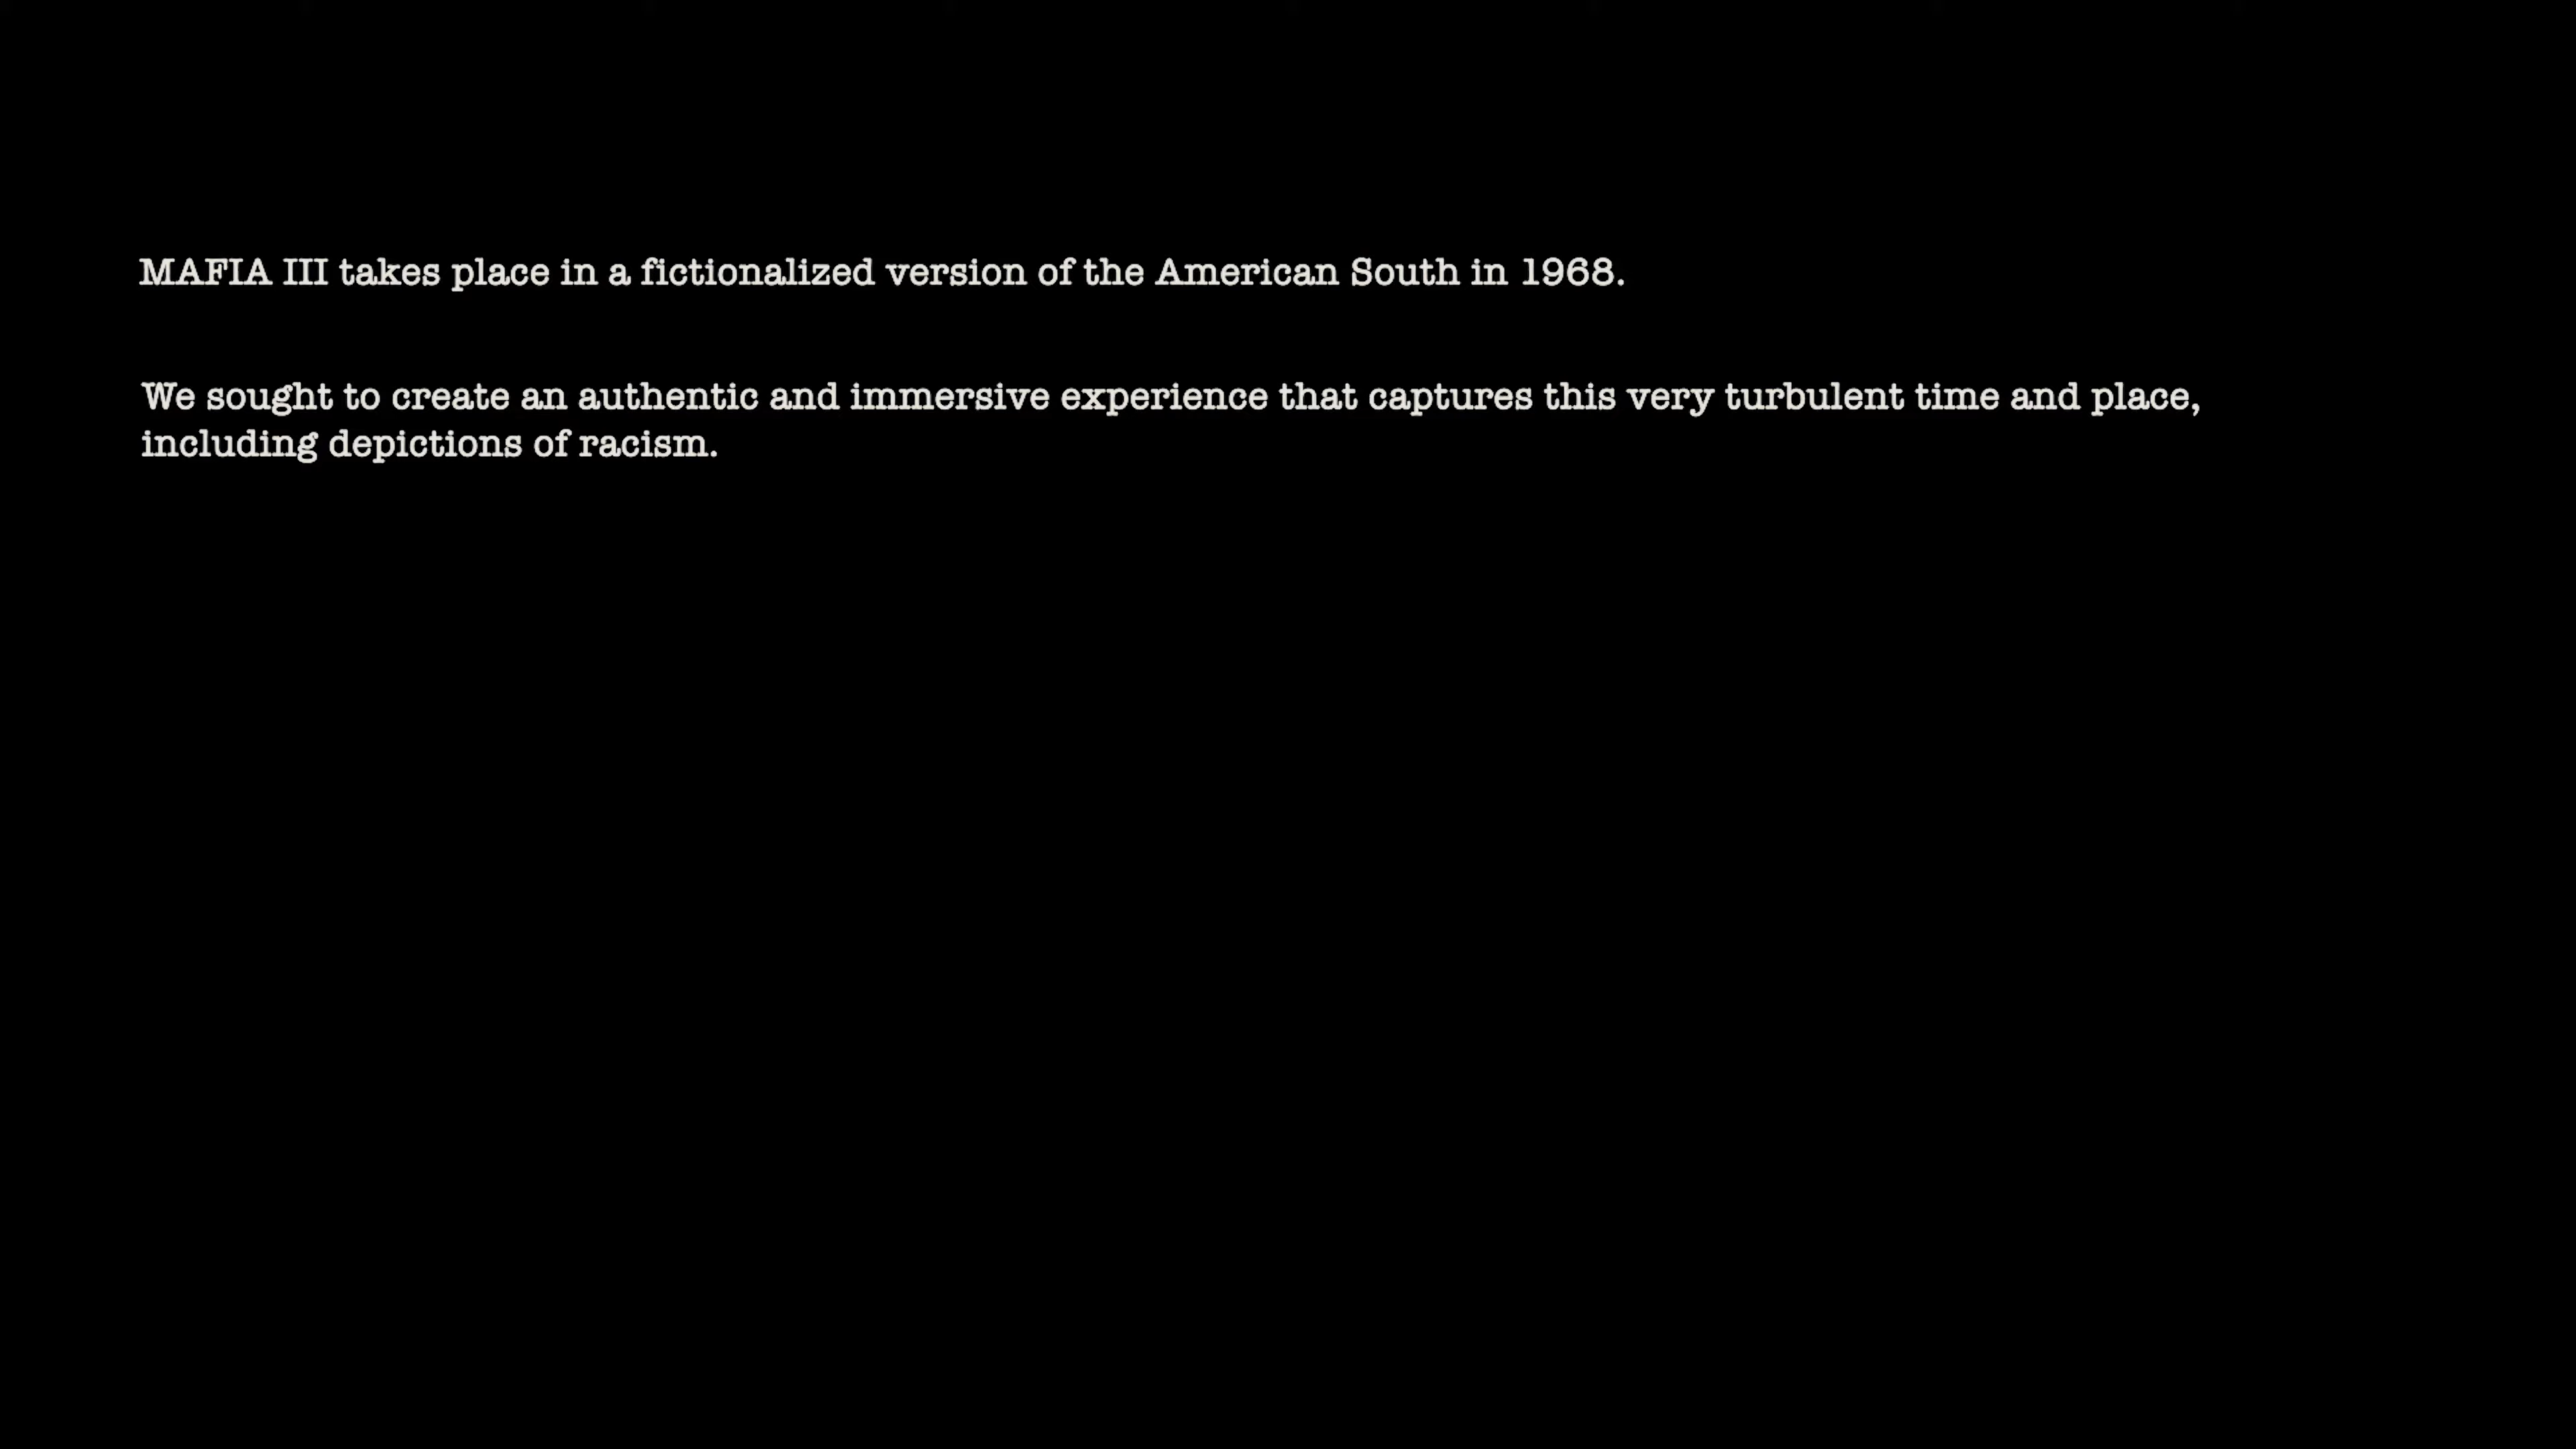 MAFIA III takes place in a fictionalized version of the American South in 1968.
We sought to create an authentic and immersive experience that captures this very turbulent time and place,
including depictions of racism.